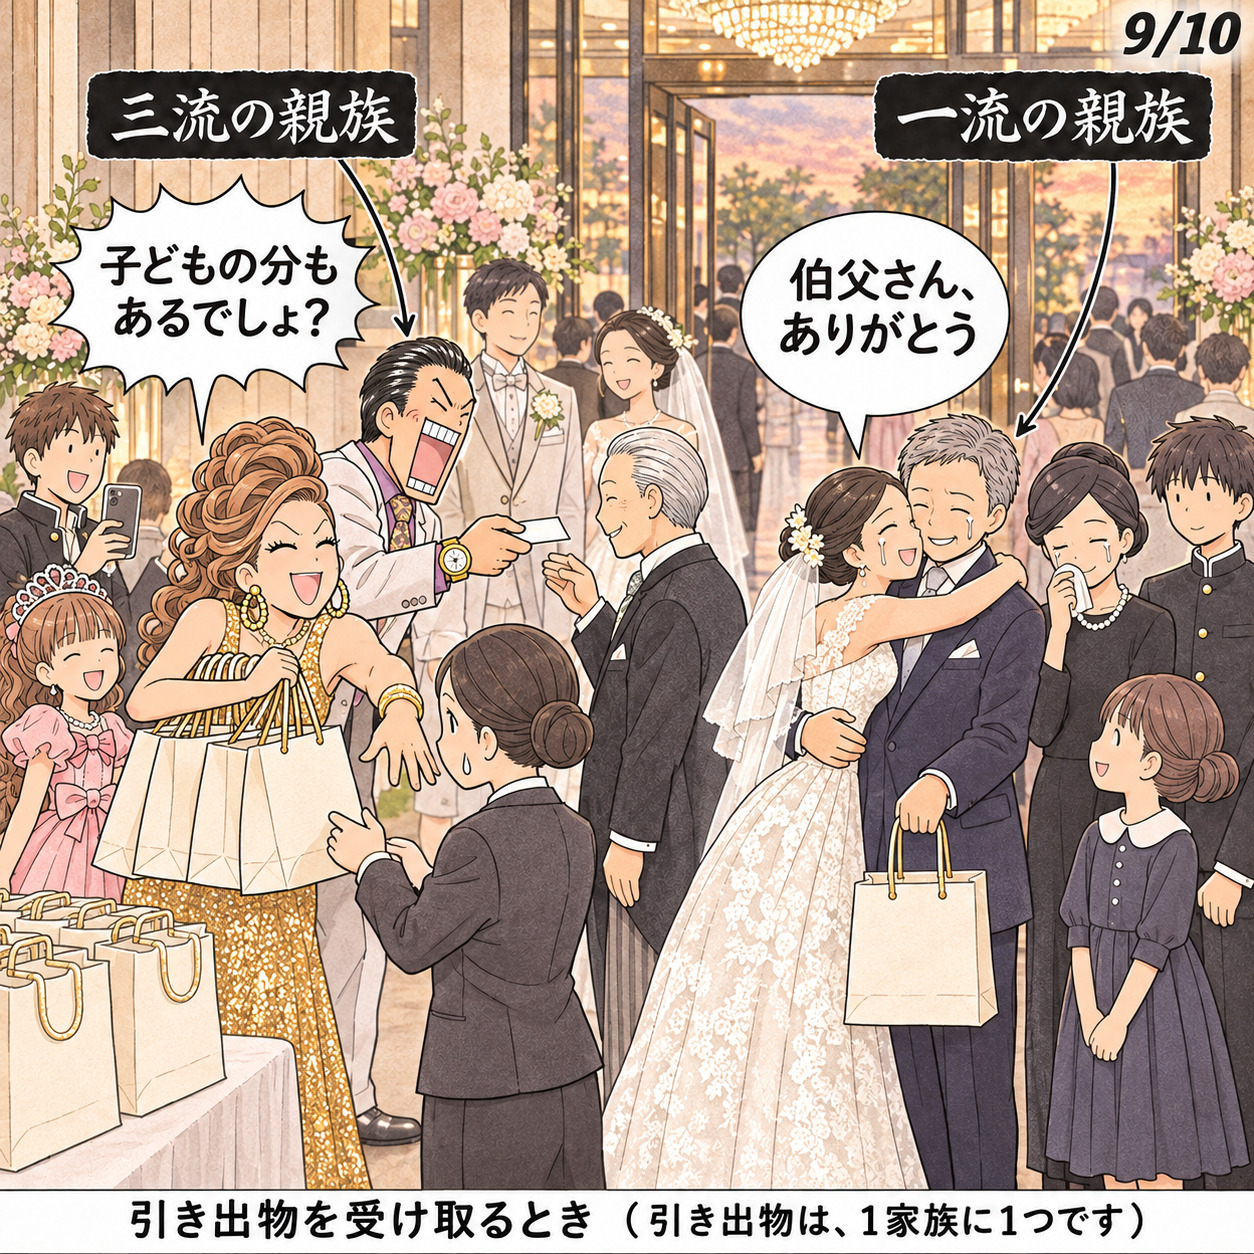 9/10
三流の親族
一流の親族
子どもの分も
あるでしょ?
伯父さん、
ありがとう
引き出物を受け取るとき (引き出物は、1家族に1つです)